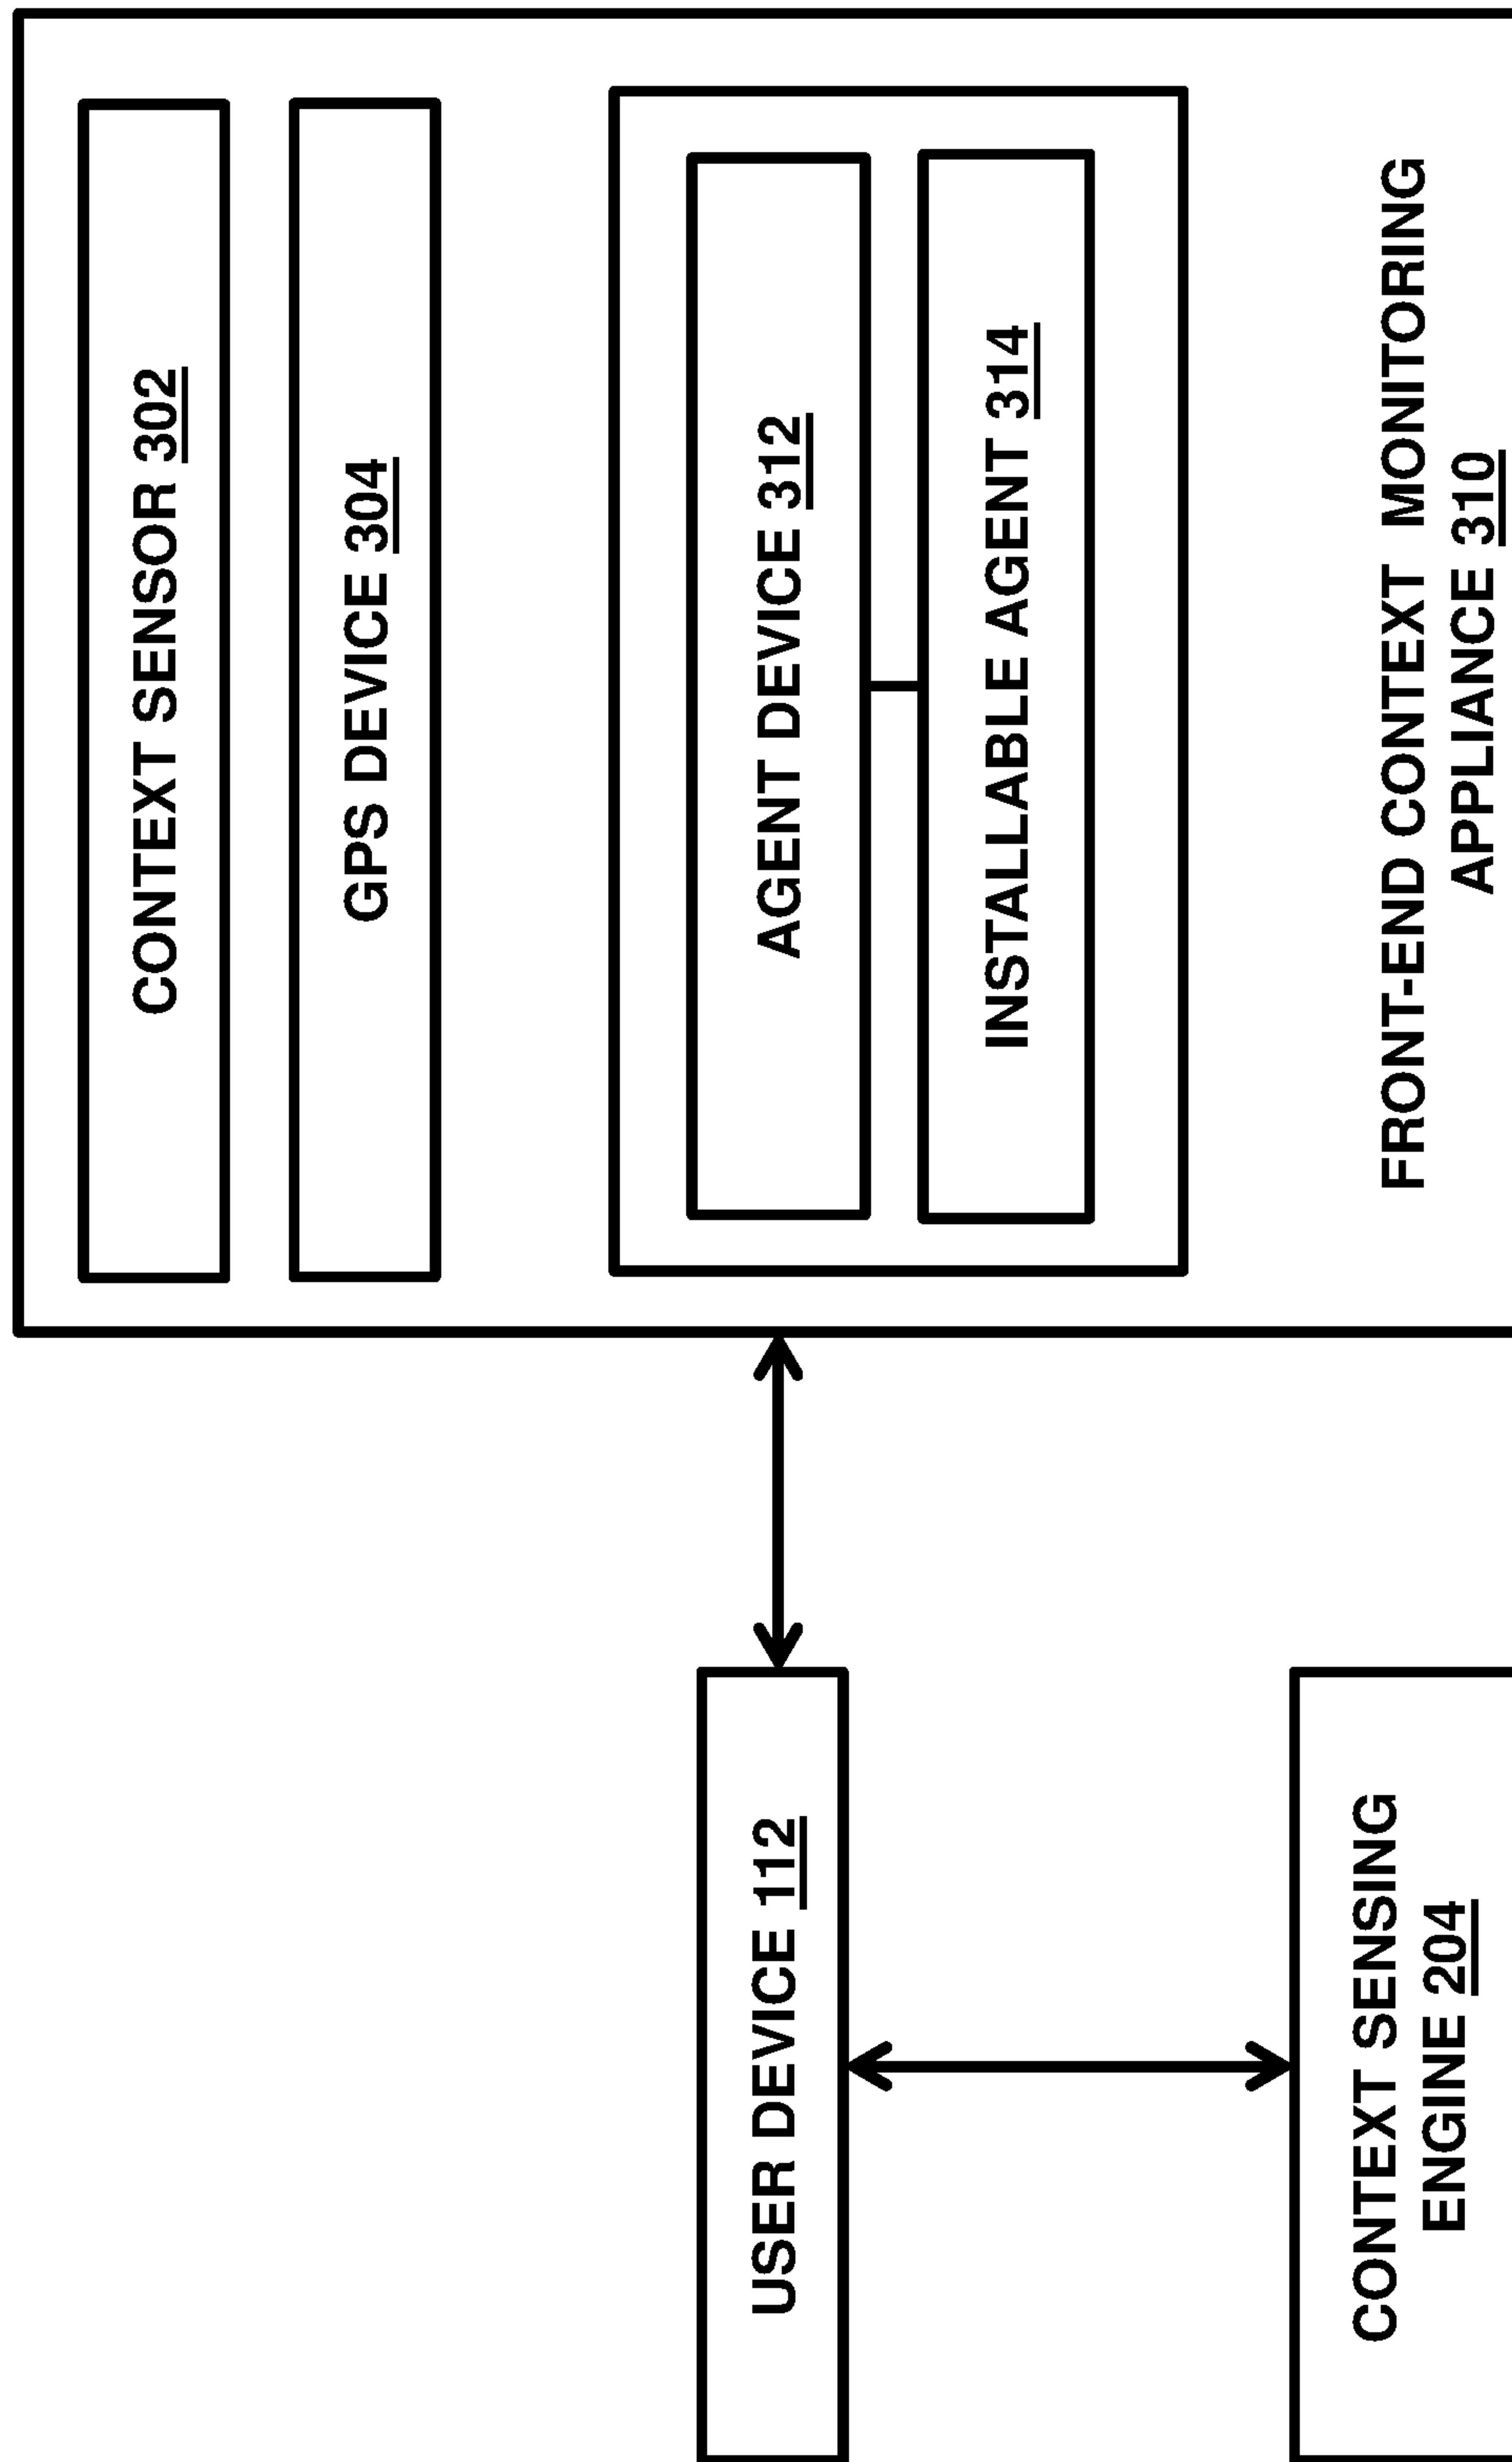 CONTEXT SENSOR 302
GPS DEVICE 304
AGENT DEVICE 312
INSTALLABLE AGENT 314
FRONT-END CONTEXT MONITORING
APPLIANCE 310
USER DEVICE 112
CONTEXT SENSING
ENGINE 204